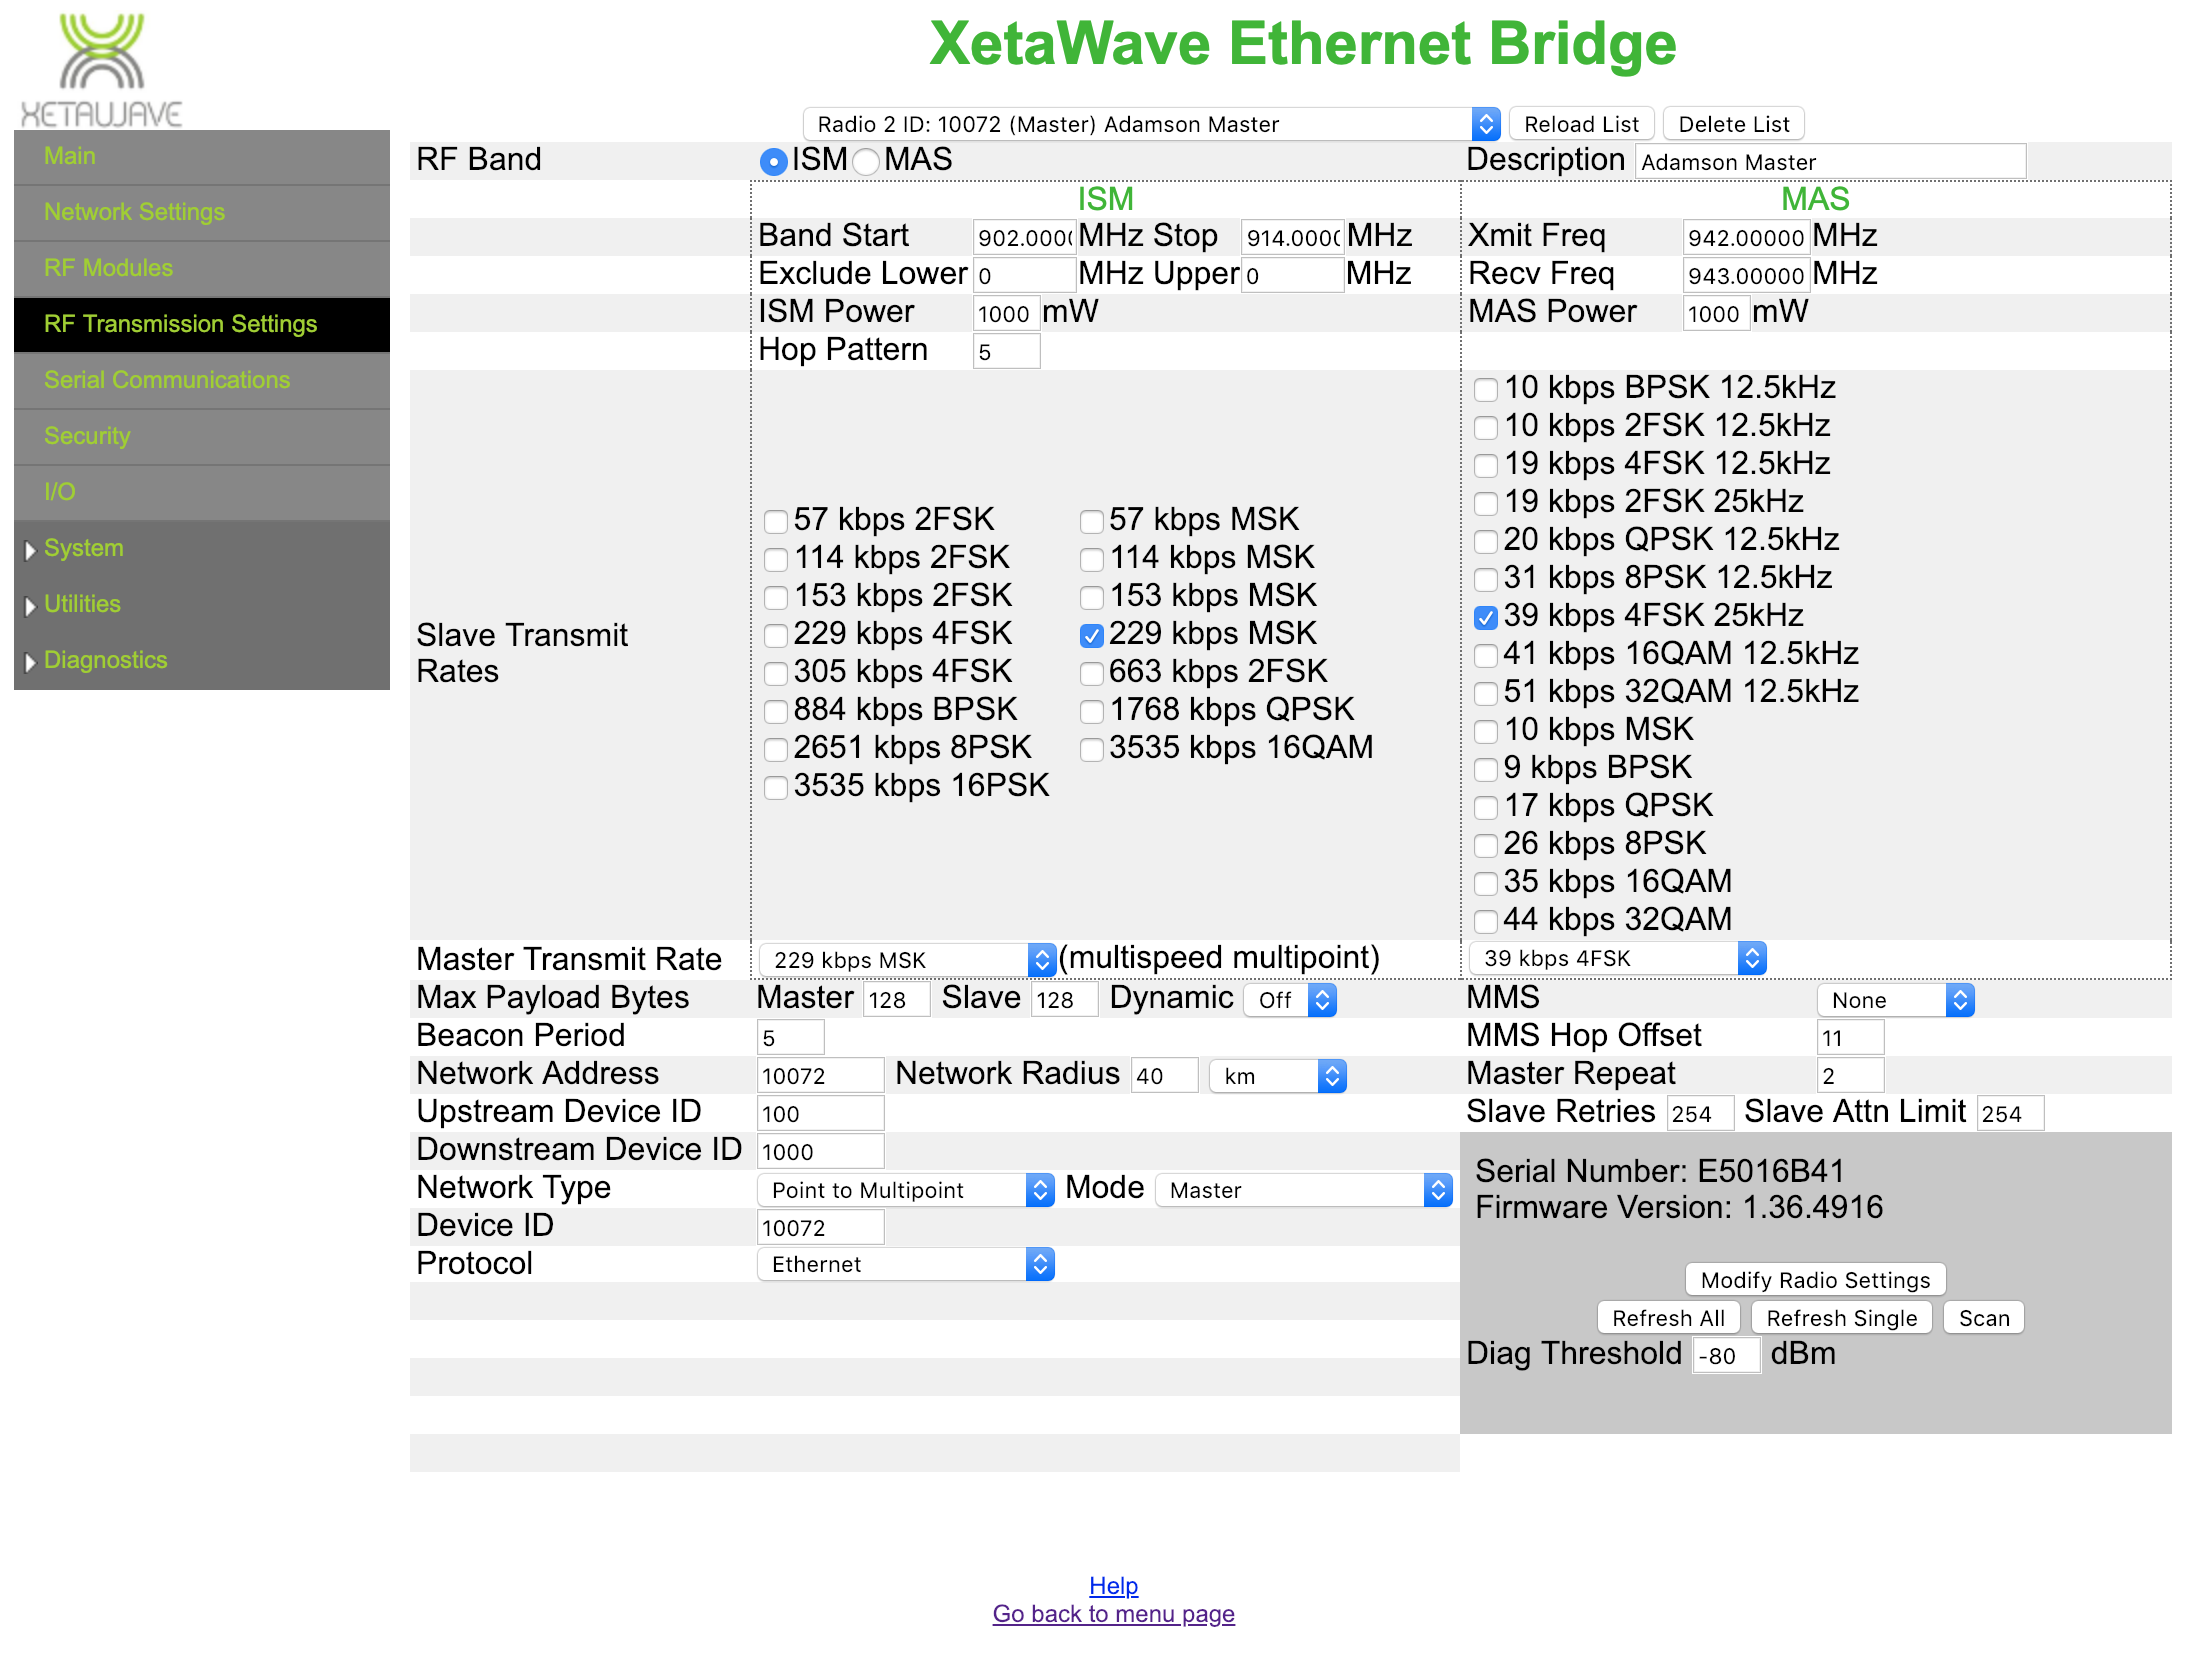 XETAWAVE
XetaWave Ethernet Bridge
Radio 2 ID: 10072 (Master) Adamson Master Reload List Delete List
Main
Network Settings
RF Modules
RF Transmission Settings
Serial Communications
Security
I/O
System
Utilities
Diagnostics
RF Band ISM MAS Description Adamson Master
ISM MAS
Band Start 902.000 MHz Stop 914.000 MHz Xmit Freq 942.00000 MHz
Exclude Lower 0 MHz Upper 0 MHz Recv Freq 943.00000 MHz
ISM Power 1000 mW MAS Power 1000 mW
Hop Pattern 5
Slave Transmit
Rates
57 kbps 2FSK 57 kbps MSK
114 kbps 2FSK 114 kbps MSK
153 kbps 2FSK 153 kbps MSK
229 kbps 4FSK 229 kbps MSK
305 kbps 4FSK 663 kbps 2FSK
884 kbps BPSK 1768 kbps QPSK
2651 kbps 8PSK 3535 kbps 16QAM
3535 kbps 16PSK
10 kbps BPSK 12.5kHz
10 kbps 2FSK 12.5kHz
19 kbps 4FSK 12.5kHz
19 kbps 2FSK 25kHz
20 kbps QPSK 12.5kHz
31 kbps 8PSK 12.5kHz
39 kbps 4FSK 25kHz
41 kbps 16QAM 12.5kHz
51 kbps 32QAM 12.5kHz
10 kbps MSK
9 kbps BPSK
17 kbps QPSK
26 kbps 8PSK
35 kbps 16QAM
44 kbps 32QAM
Master Transmit Rate 229 kbps MSK (multispeed multipoint) 39 kbps 4FSK
Max Payload Bytes Master 128 Slave 128 Dynamic Off MMS None
Beacon Period 5 MMS Hop Offset 11
Network Address 10072 Network Radius 40 km Master Repeat 2
Upstream Device ID 100 Slave Retries 254 Slave Attn Limit 254
Downstream Device ID 1000
Network Type Point to Multipoint Mode Master
Device ID 10072
Protocol Ethernet
Serial Number: E5016B41
Firmware Version: 1.36.4916
Modify Radio Settings
Refresh All Refresh Single Scan
Diag Threshold -80 dBm
Help
Go back to menu page